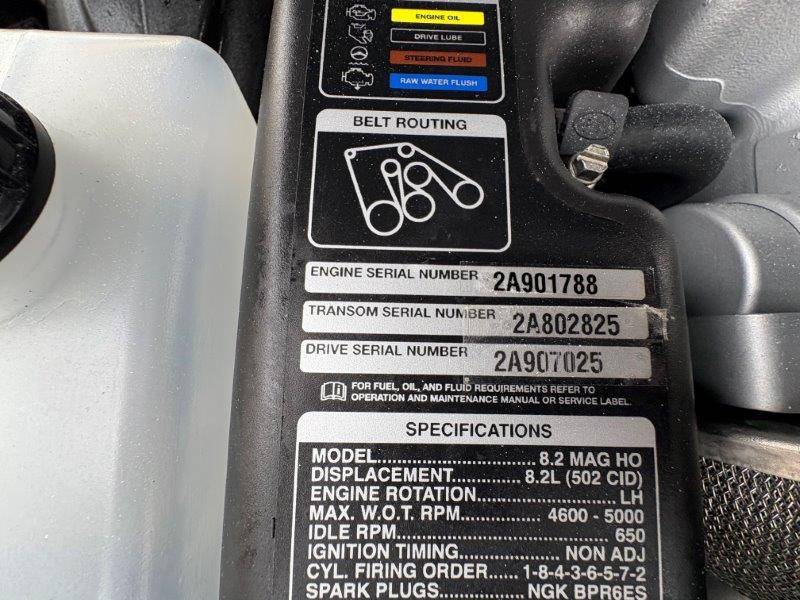 ENGINE OIL
DRIVE LUBE
STEERING FLUID
RAW WATER FLUSH
BELT ROUTING
ENGINE SERIAL NUMBER 2A901788
TRANSOM SERIAL NUMBER 2A802825
DRIVE SERIAL NUMBER 2A907025
FOR FUEL, OIL, AND FLUID REQUIREMENTS REFER TO
OPERATION AND MAINTENANCE MANUAL OR SERVICE LABEL.
SPECIFICATIONS
MODEL..........................8.2 MAG HO
DISPLACEMENT............8.2L (502 CID)
ENGINE ROTATION........................LH
MAX. W.O.T. RPM...............4600 - 5000
IDLE RPM......................................650
IGNITION TIMING..................NON ADJ
CYL. FIRING ORDER......1-8-4-3-6-5-7-2
SPARK PLUGS...............NGK BPR6ES